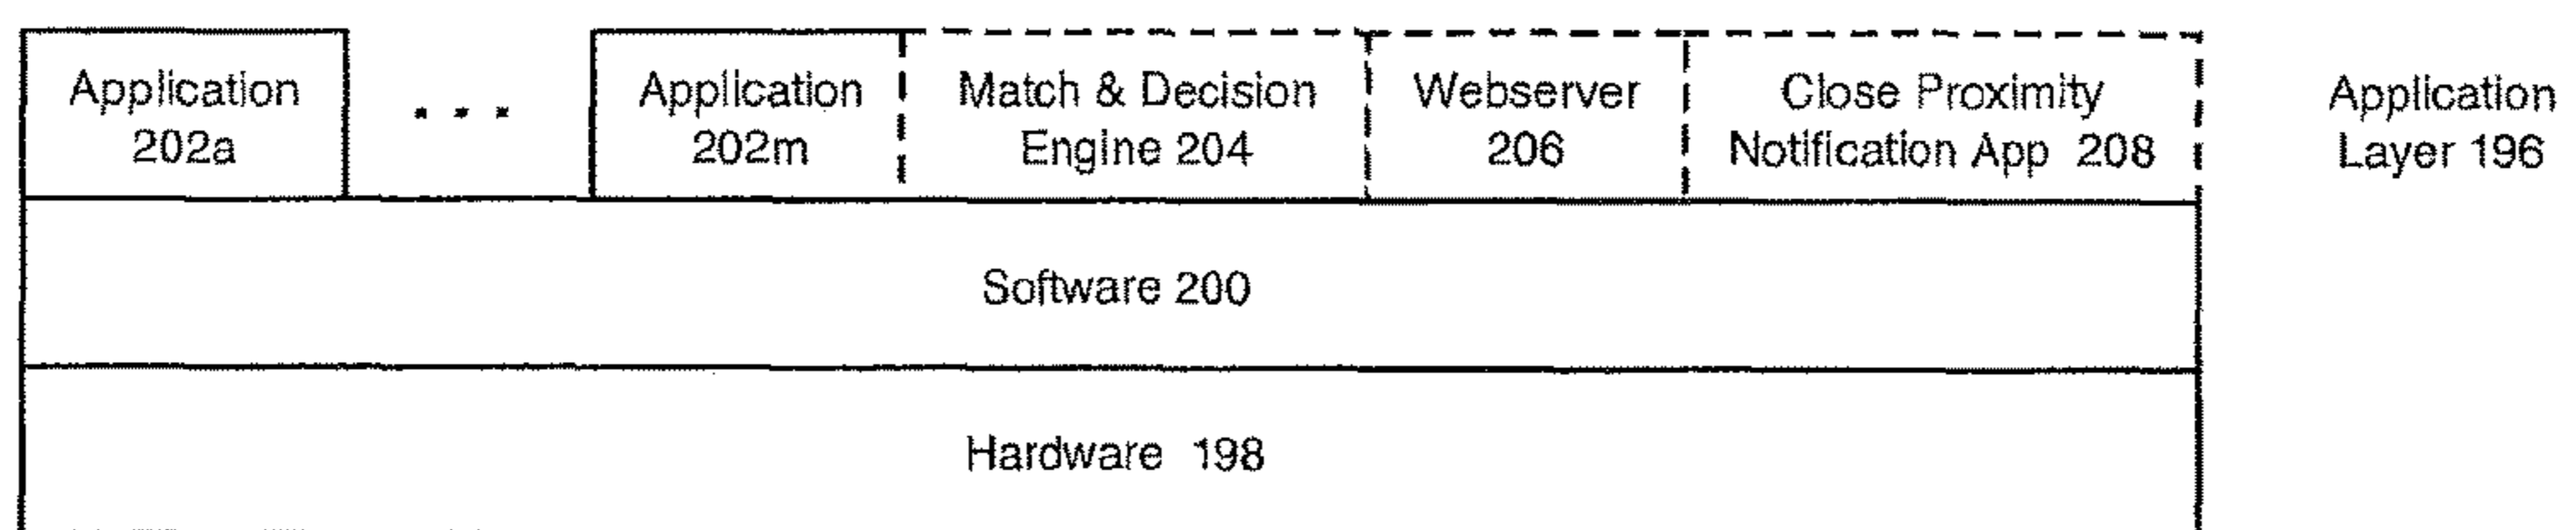 Application
202a
. . .
Application
202m
Match & Decision
Engine 204
Webserver
206
Close Proximity
Notification App 208
Application
Layer 196
Software 200
Hardware 198